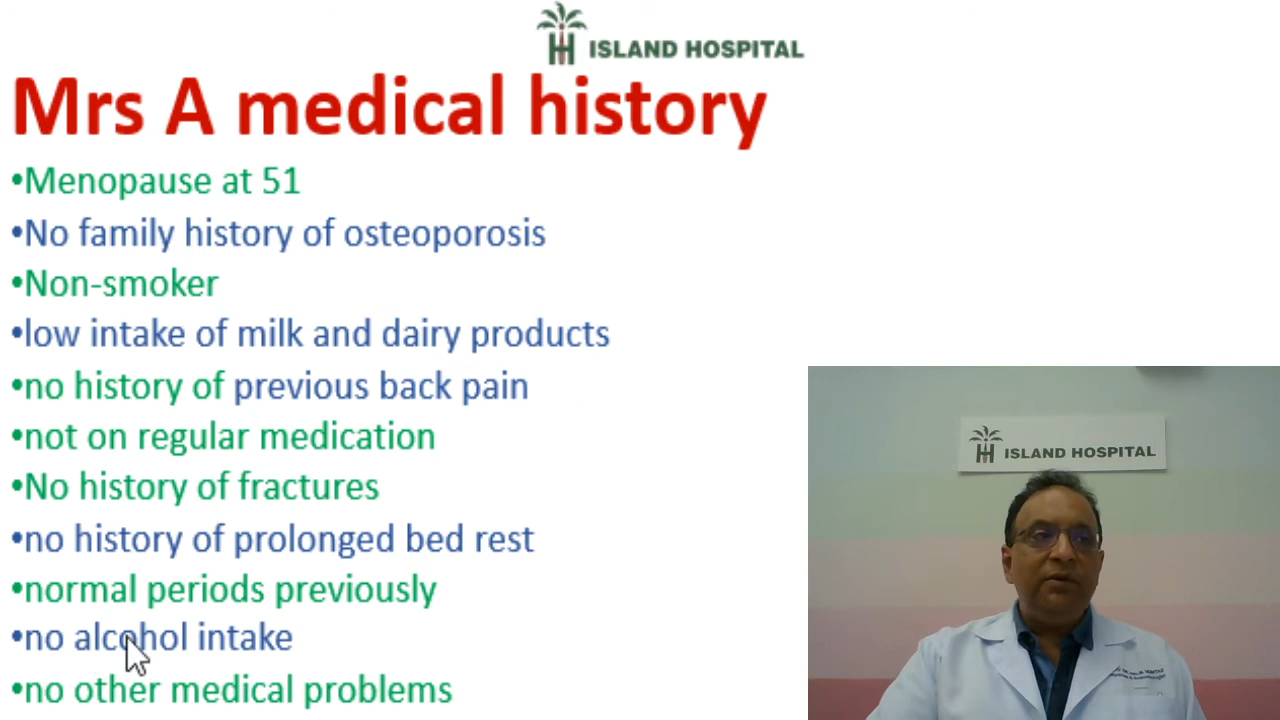 ISLAND HOSPITAL
Mrs A medical history
•Menopause at 51
•No family history of osteoporosis
•Non-smoker
•low intake of milk and dairy products
•no history of previous back pain
•not on regular medication
•No history of fractures
•no history of prolonged bed rest
•normal periods previously
•no alcohol intake
•no other medical problems
ISLAND HOSPITAL